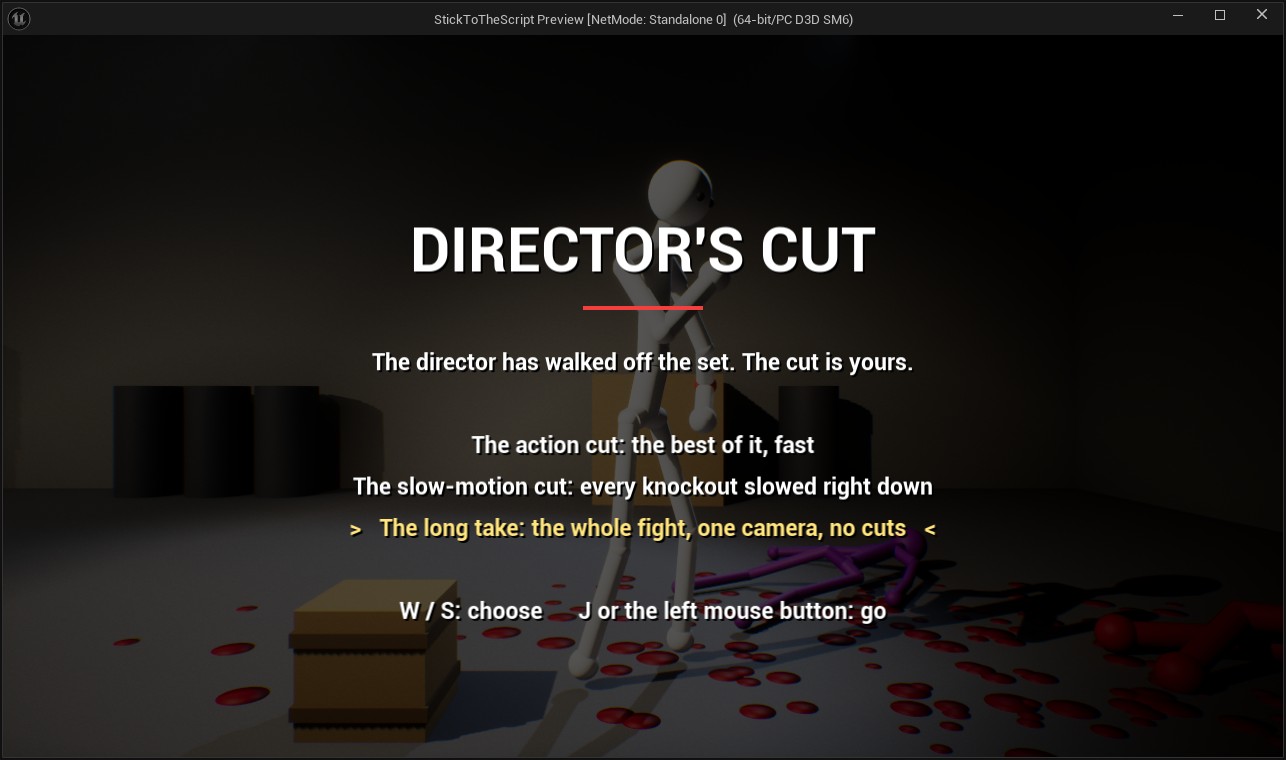 StickToTheScript Preview [NetMode: Standalone 0] (64-bit/PC D3D SM6)
DIRECTOR'S CUT
The director has walked off the set. The cut is yours.
The action cut: the best of it, fast
The slow-motion cut: every knockout slowed right down
> The long take: the whole fight, one camera, no cuts <
W / S: choose J or the left mouse button: go